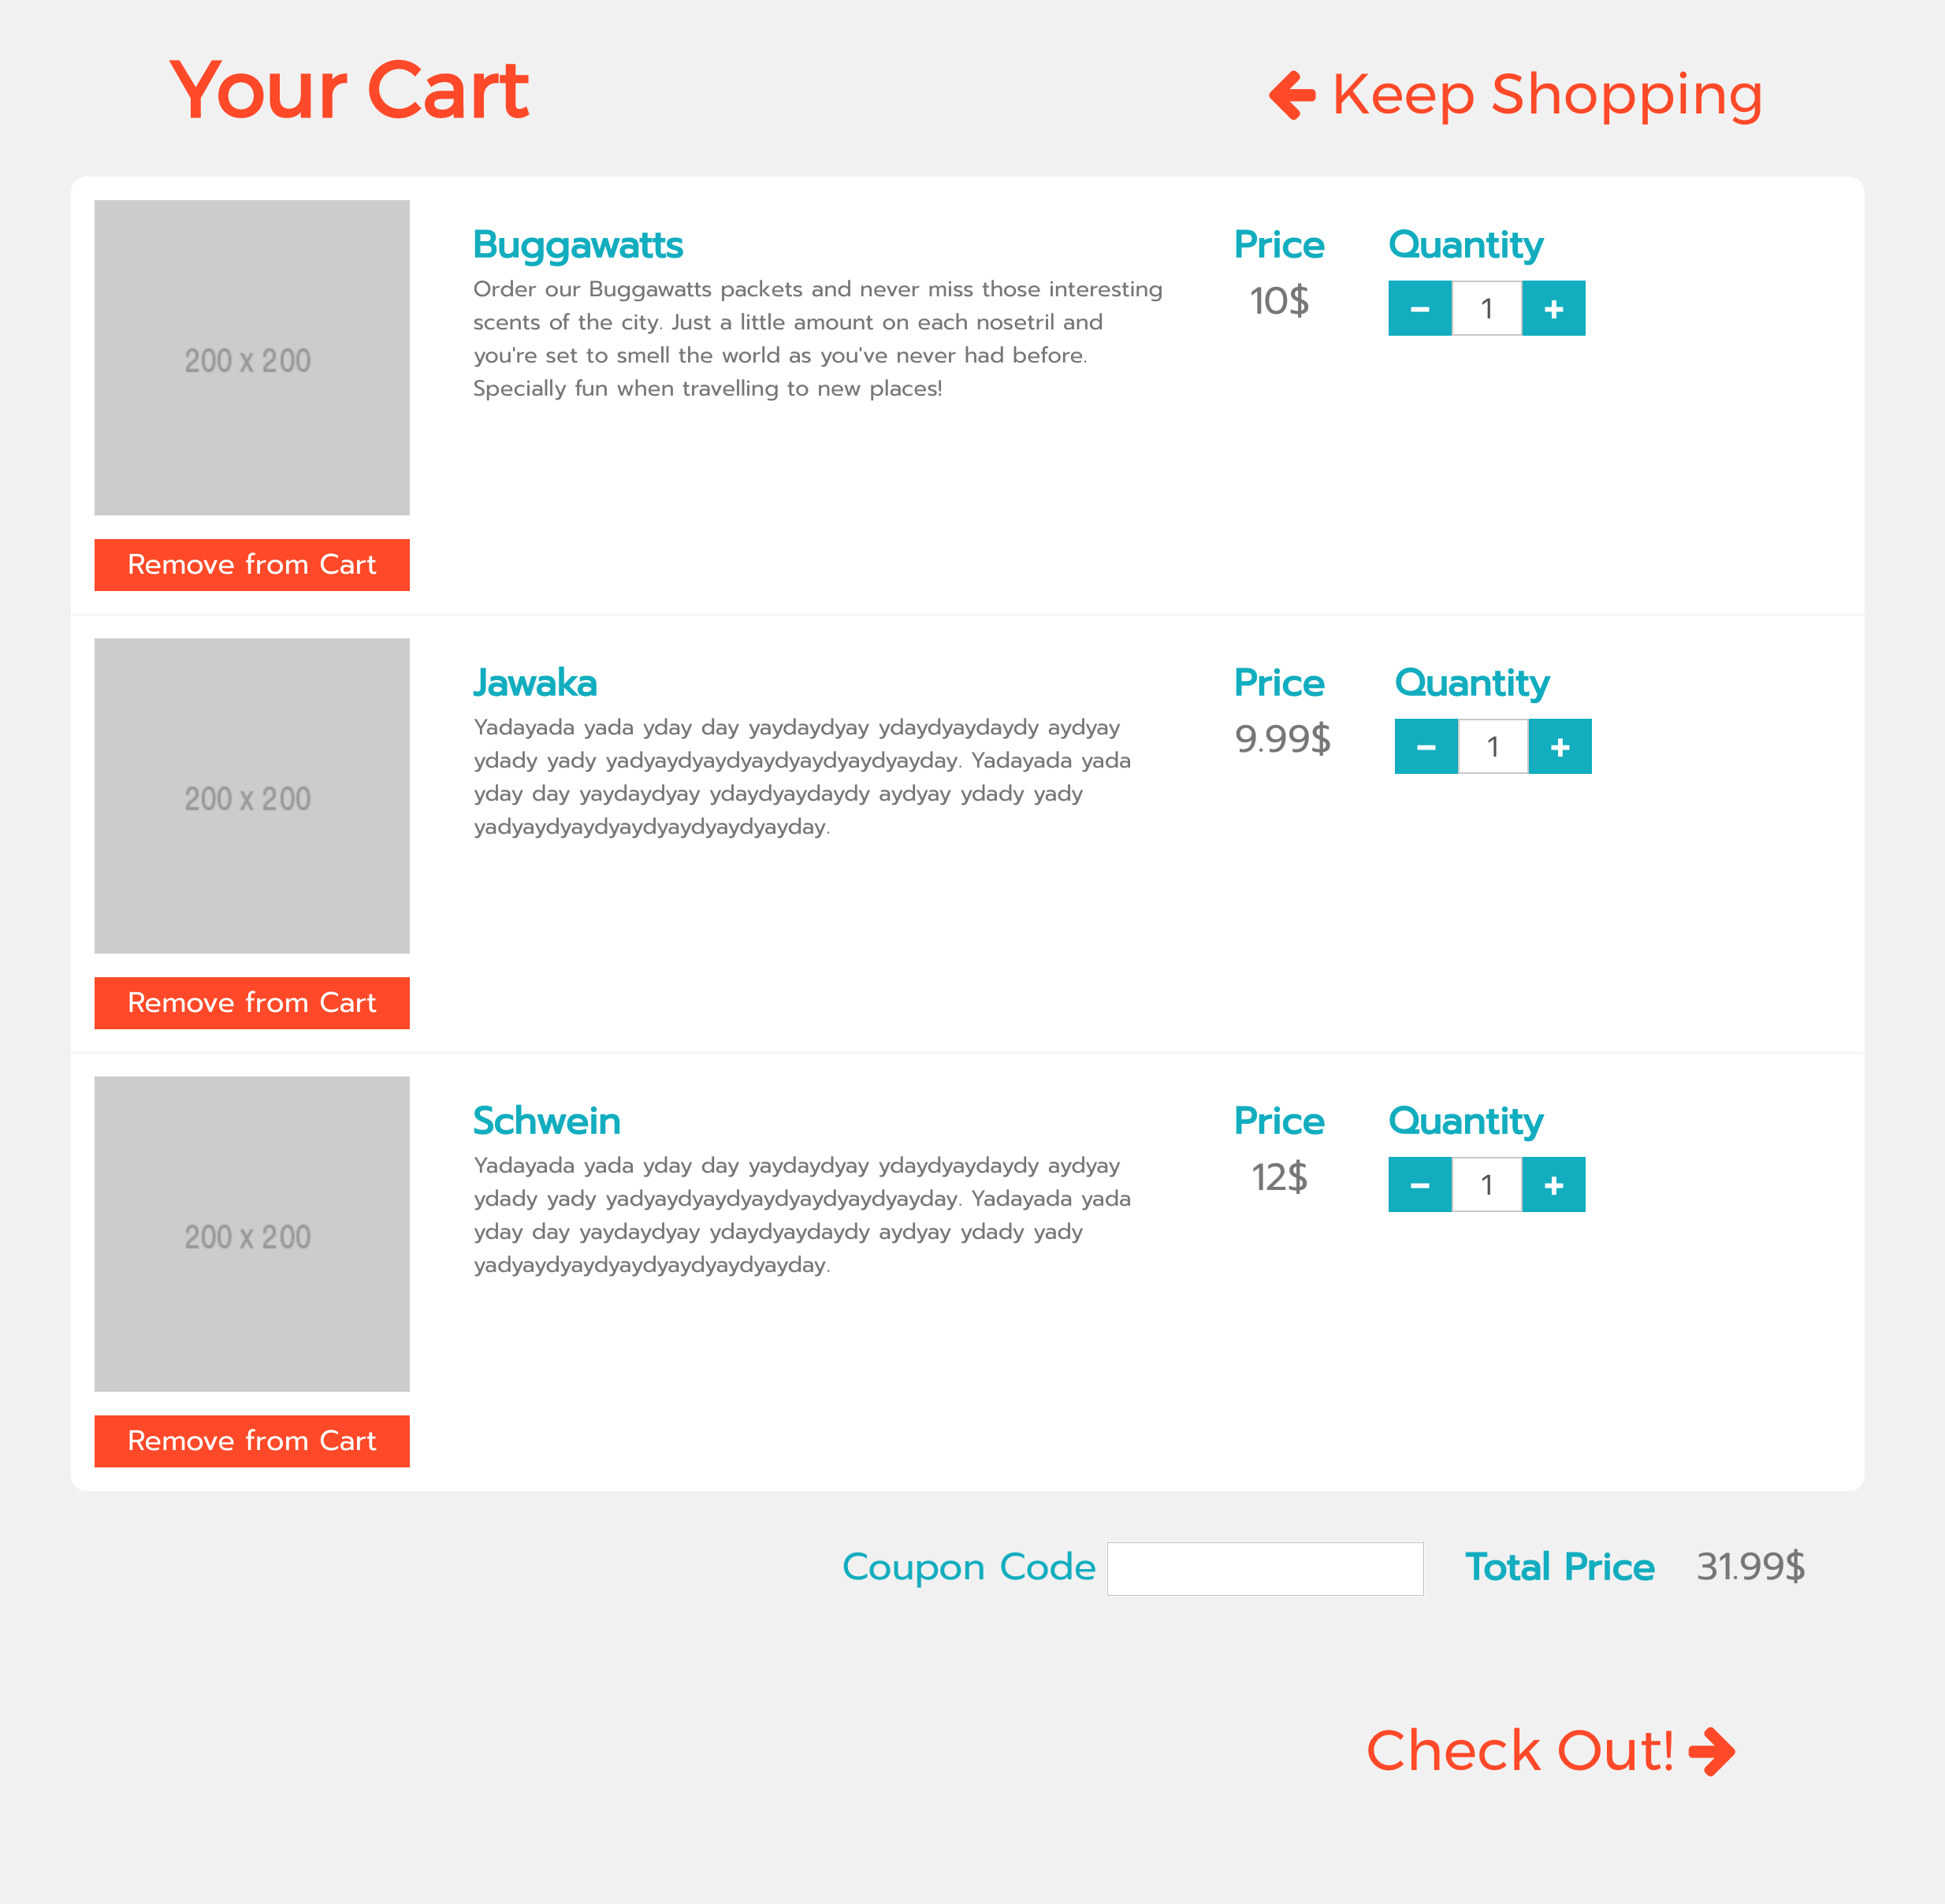 Your Cart
Keep Shopping
200 x 200
Buggawatts
Order our Buggawatts packets and never miss those interesting
scents of the city. Just a little amount on each nosetril and
you're set to smell the world as you've never had before.
Specially fun when travelling to new places!
Price
10$
Quantity
− 1 +
Remove from Cart
200 x 200
Jawaka
Yadayada yada yday day yaydaydyay ydaydyaydaydy aydyay
ydady yady yadyaydyaydyaydyaydyaydyayday. Yadayada yada
yday day yaydaydyay ydaydyaydaydy aydyay ydady yady
yadyaydyaydyaydyaydyaydyayday.
Price
9.99$
Quantity
− 1 +
Remove from Cart
200 x 200
Schwein
Yadayada yada yday day yaydaydyay ydaydyaydaydy aydyay
ydady yady yadyaydyaydyaydyaydyaydyayday. Yadayada yada
yday day yaydaydyay ydaydyaydaydy aydyay ydady yady
yadyaydyaydyaydyaydyaydyayday.
Price
12$
Quantity
− 1 +
Remove from Cart
Coupon Code
Total Price 31.99$
Check Out!